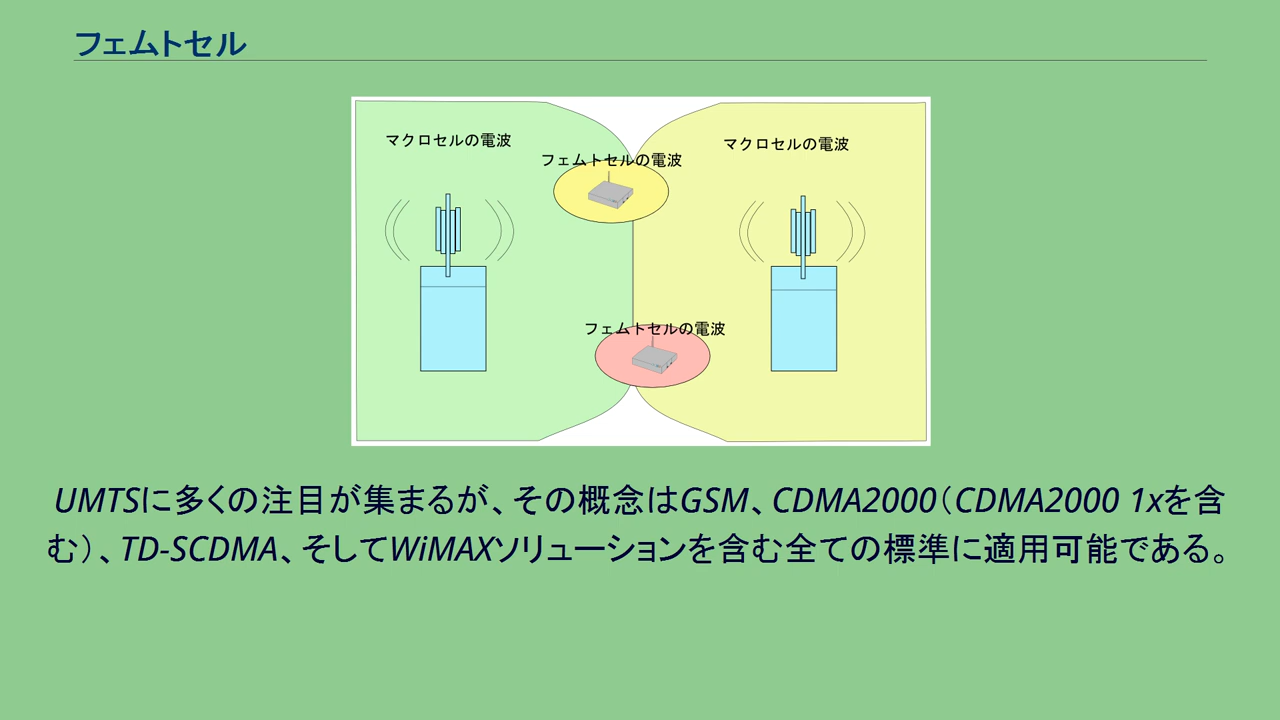 フェムトセル
マクロセルの電波
マクロセルの電波
フェムトセルの電波
フェムトセルの電波
UMTSに多くの注目が集まるが、その概念はGSM、CDMA2000（CDMA2000 1xを含
む）、TD-SCDMA、そしてWiMAXソリューションを含む全ての標準に適用可能である。